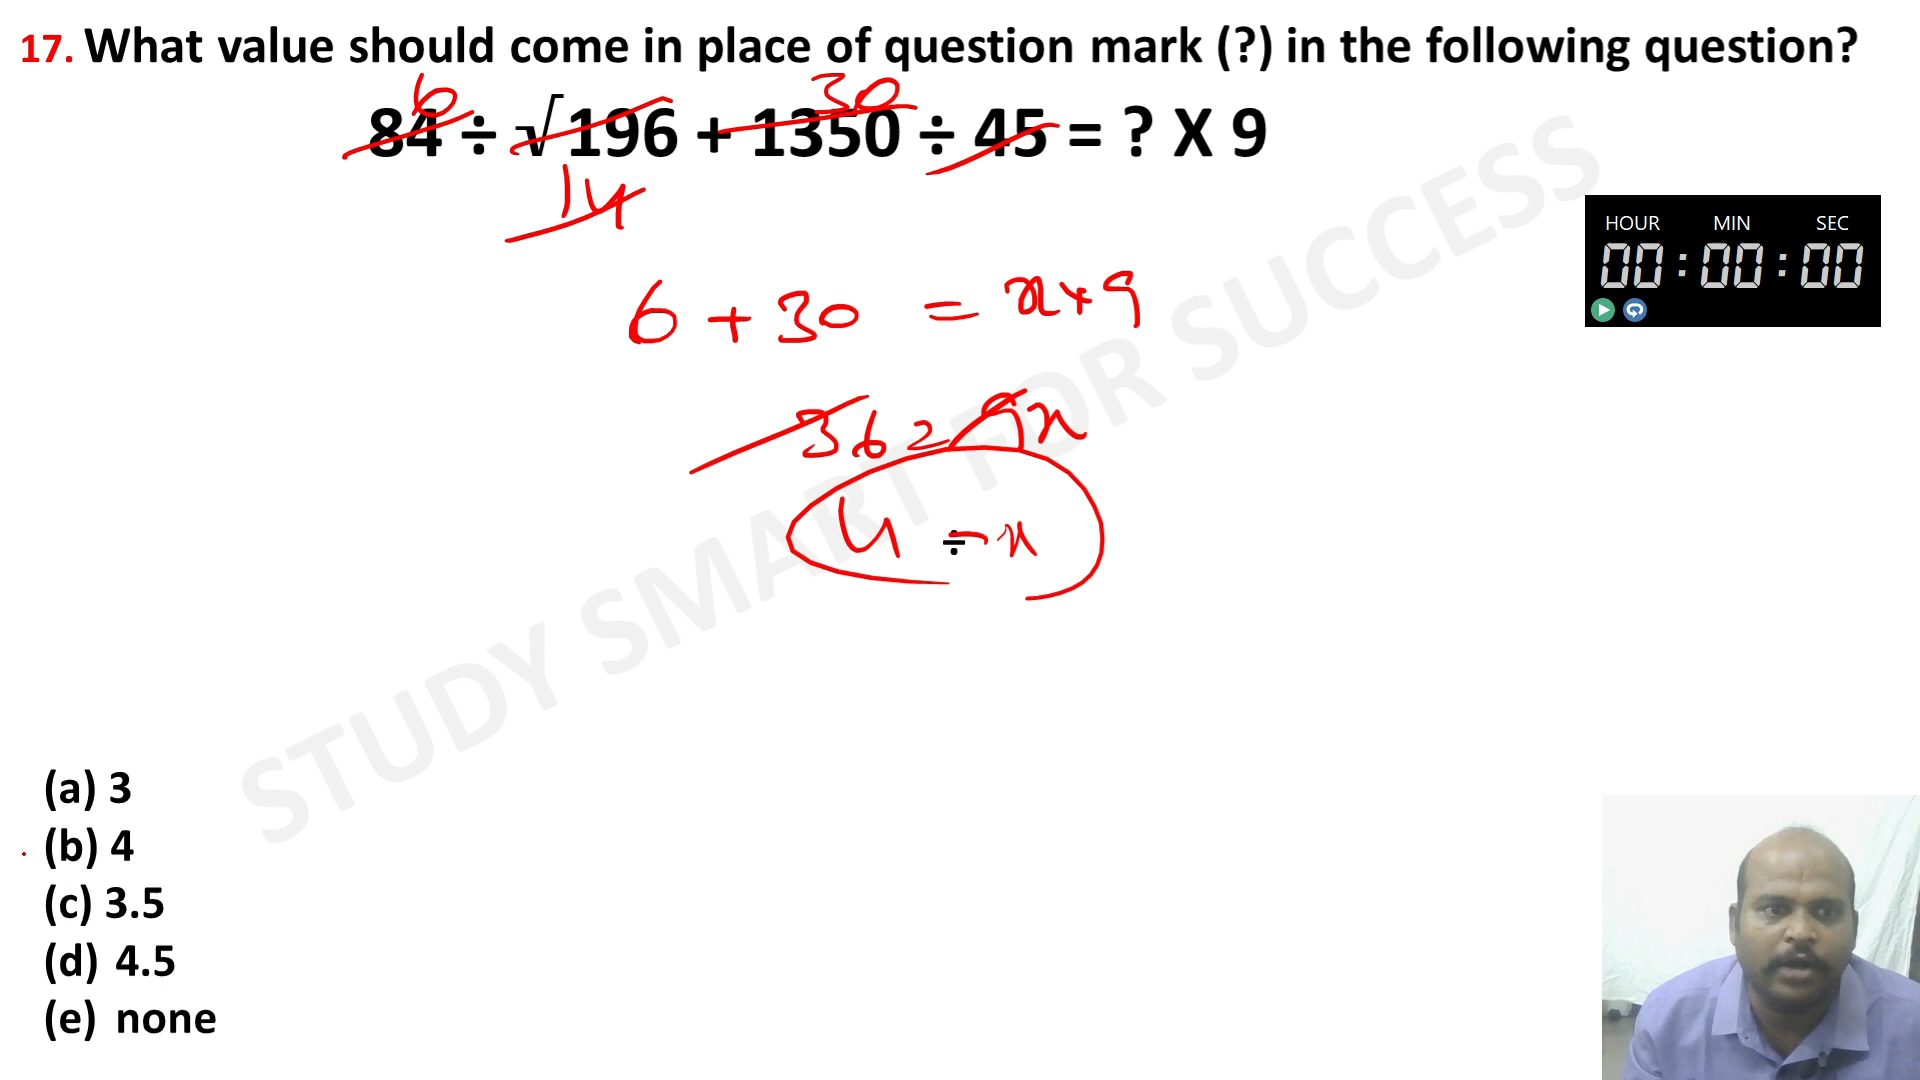 17. What value should come in place of question mark (?) in the following question?
6 30
84 ÷ √196 + 1350 ÷ 45 = ? X 9
14
HOUR MIN SEC
00 : 00 : 00
6 + 30 = x × 9
36 = 9x
4 = x
STUDY SMART FOR SUCCESS
(a) 3
(b) 4
(c) 3.5
(d) 4.5
(e) none